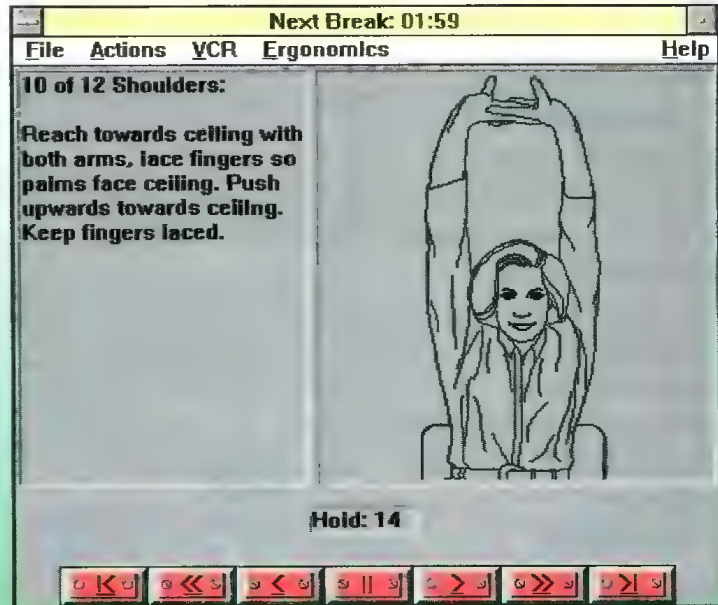 Next Break: 01:59
File Actions VCR Ergonomics Help
10 of 12 Shoulders:
Reach towards ceiling with
both arms, lace fingers so
palms face ceiling. Push
upwards towards ceiling.
Keep fingers laced.
Hold: 14